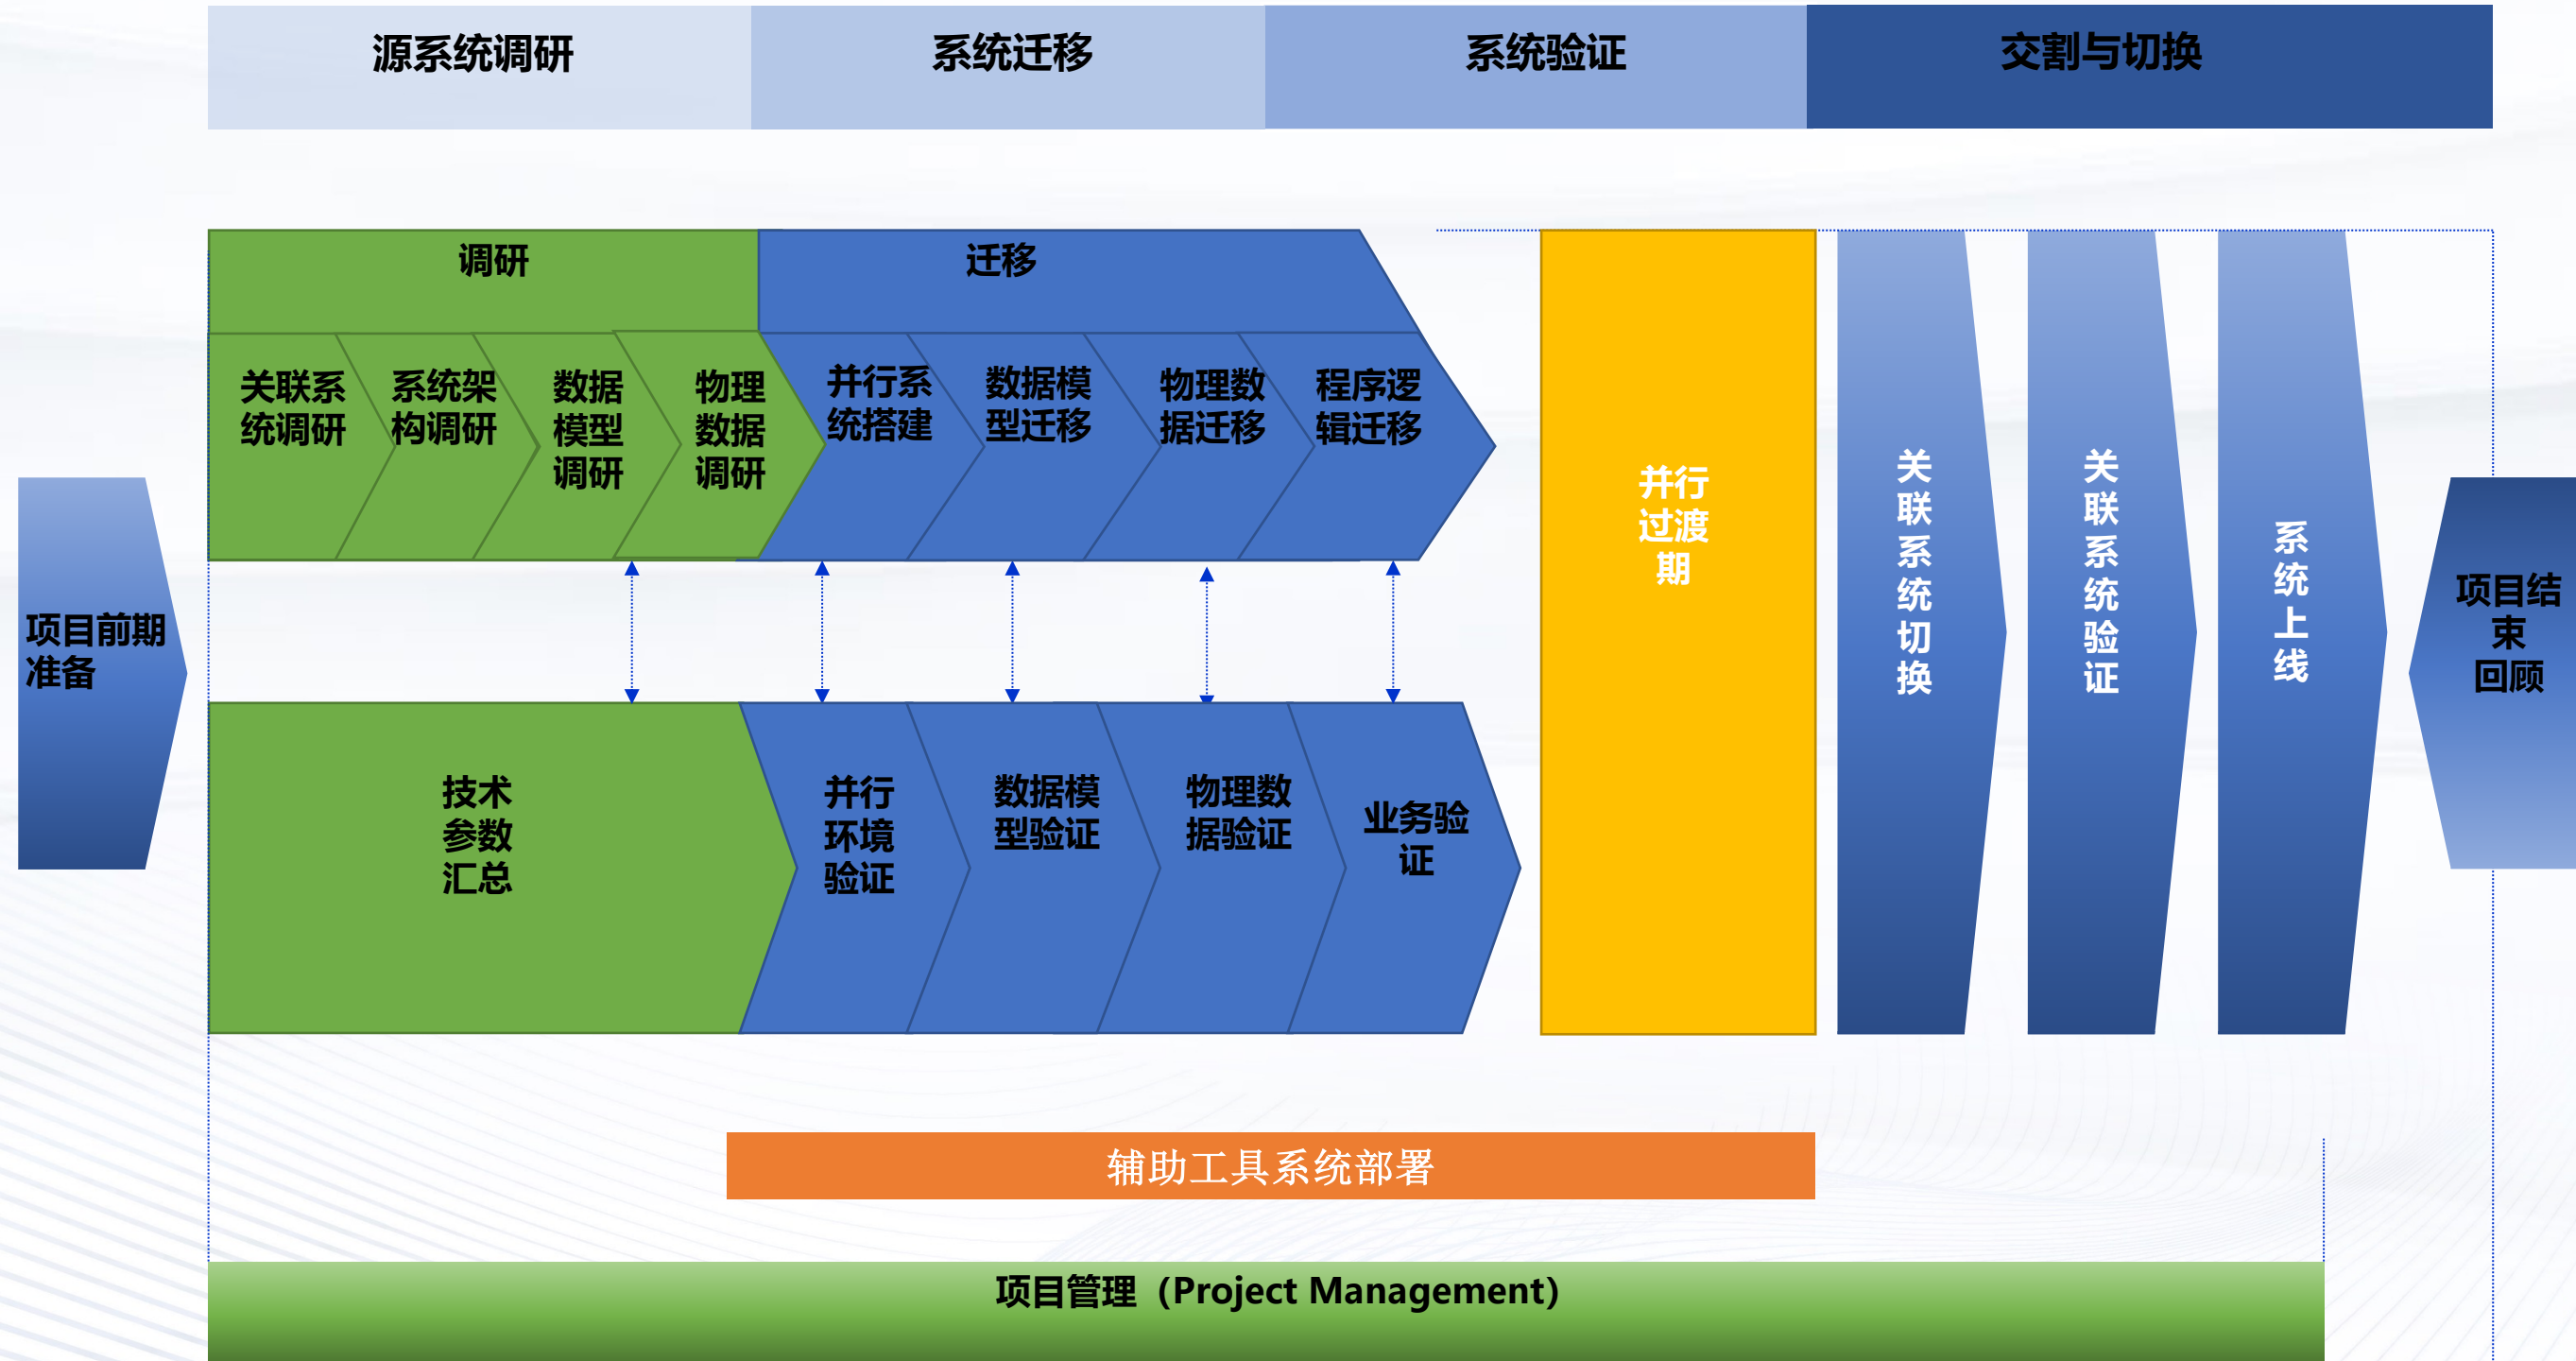 源系统调研
系统迁移
系统验证
交割与切换
调研
迁移
关联系
统调研
系统架
构调研
数据
模型
调研
物理
数据
调研
并行系
统搭建
数据模
型迁移
物理数
据迁移
程序逻
辑迁移
项目前期
准备
技术
参数
汇总
并行
环境
验证
数据模
型验证
物理数
据验证
业务验
证
并行
过渡
期
关
联
系
统
切
换
关
联
系
统
验
证
系
统
上
线
项目结
束
回顾
辅助工具系统部署
项目管理（Project Management）